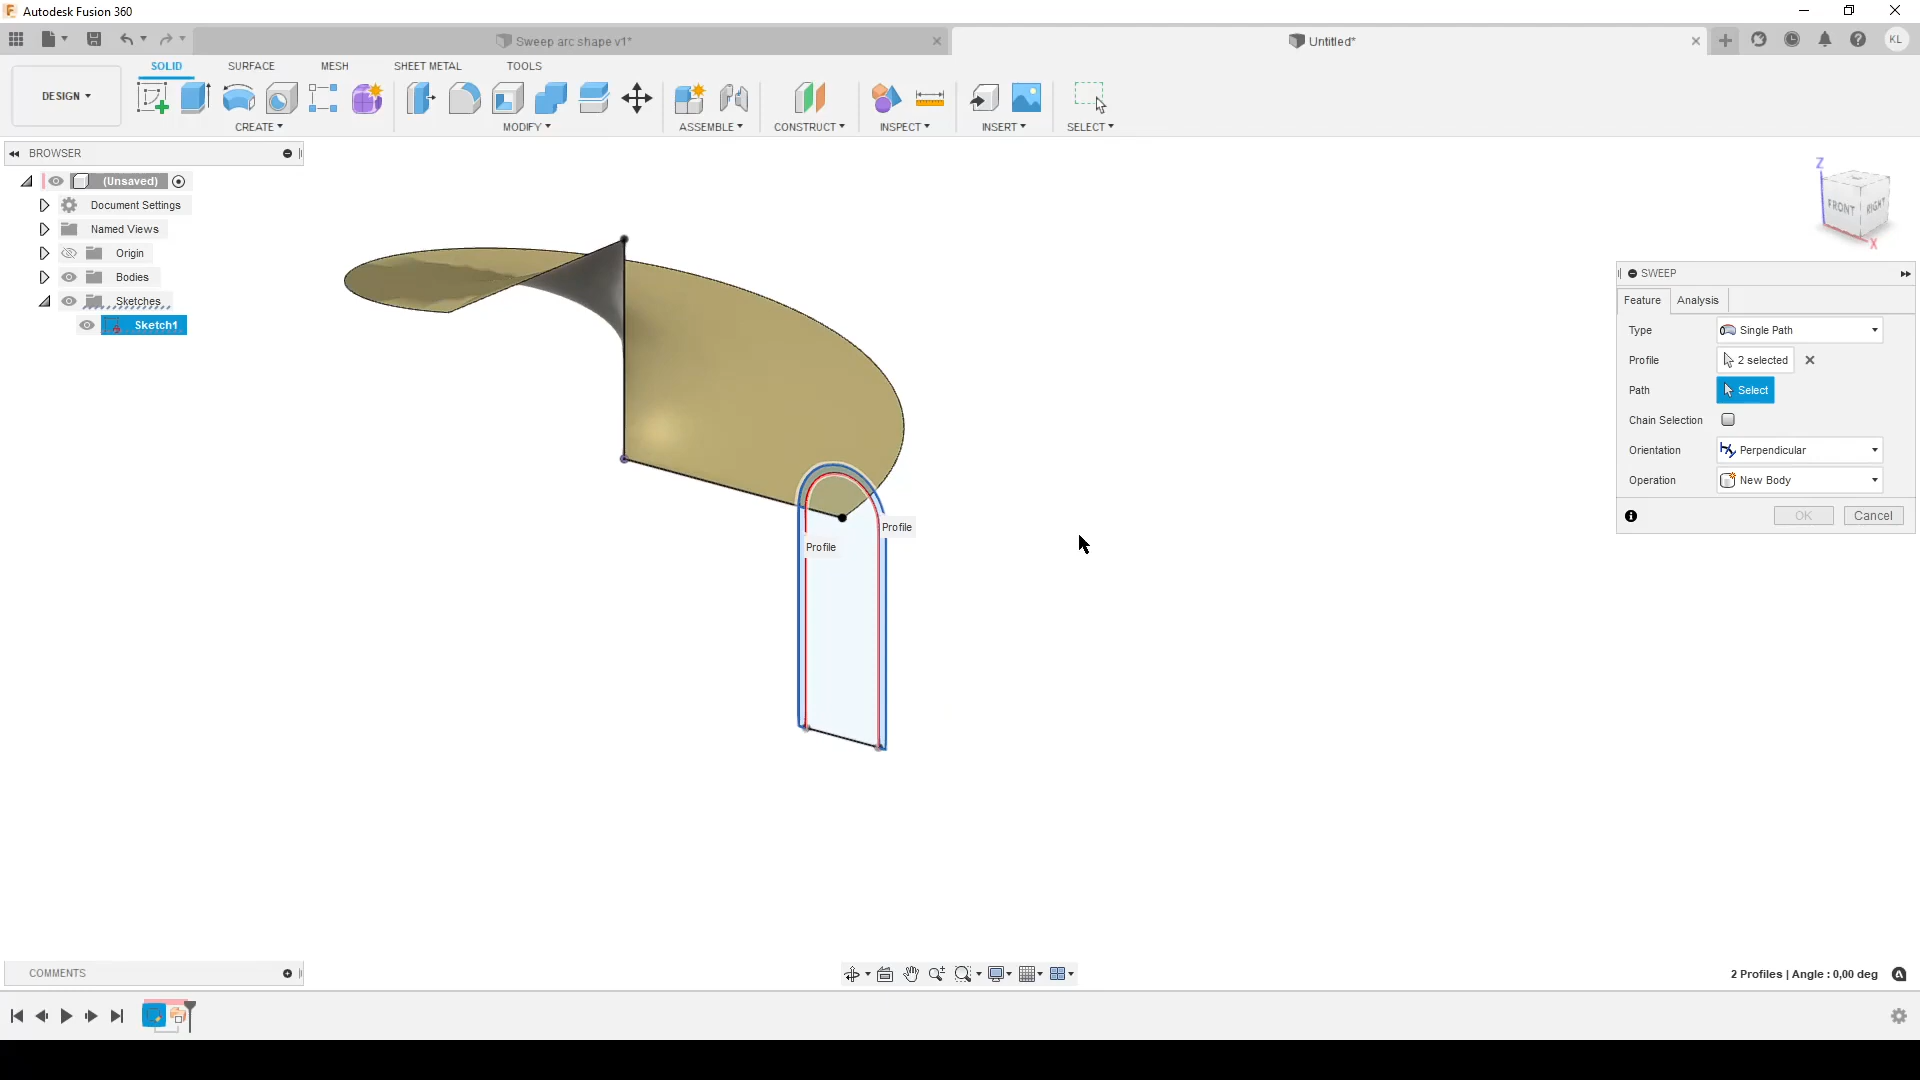 Autodesk Fusion 360
Sweep arc shape v1*
Untitled*
KL
DESIGN
SOLID
SURFACE
MESH
SHEET METAL
TOOLS
CREATE
MODIFY
ASSEMBLE
CONSTRUCT
INSPECT
INSERT
SELECT
BROWSER
(Unsaved)
Document Settings
Named Views
Origin
Bodies
Sketches
Sketch1
Z
FRONT
RIGHT
X
SWEEP
Feature
Analysis
Type
Single Path
Profile
2 selected
Path
Select
Chain Selection
Orientation
Perpendicular
Operation
New Body
OK
Cancel
Profile
Profile
COMMENTS
2 Profiles | Angle : 0,00 deg